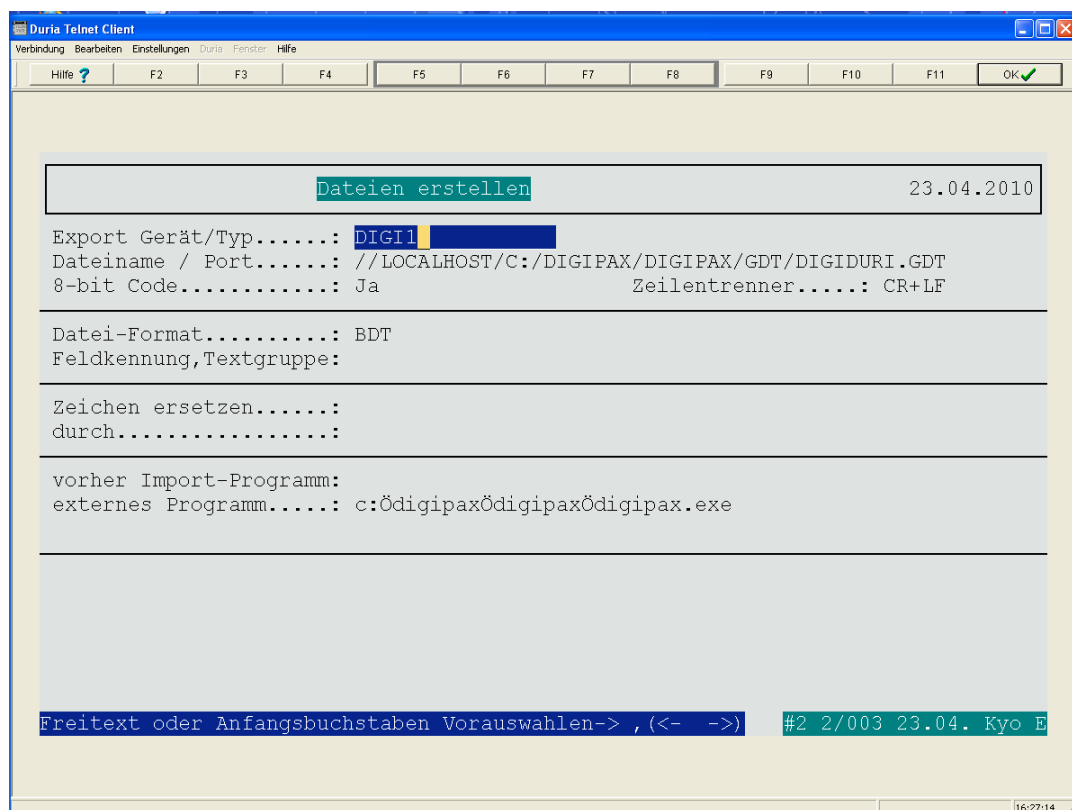 Duria Telnet Client
Verbindung Bearbeiten Einstellungen Duria Fenster Hilfe
Hilfe ? F2 F3 F4 F5 F6 F7 F8 F9 F10 F11 OK
Dateien erstellen 23.04.2010
Export Gerät/Typ......: DIGI1
Dateiname / Port......: //LOCALHOST/C:/DIGIPAX/DIGIPAX/GDT/DIGIDURI.GDT
8-bit Code............: Ja Zeilentrenner.....: CR+LF
Datei-Format..........: BDT
Feldkennung,Textgruppe:
Zeichen ersetzen......:
durch.................:
vorher Import-Programm:
externes Programm.....: c:ÖdigipaxÖdigipaxÖdigipax.exe
Freitext oder Anfangsbuchstaben Vorauswahlen-> ,(<- ->) #2 2/003 23.04. Kyo E
16:27:14